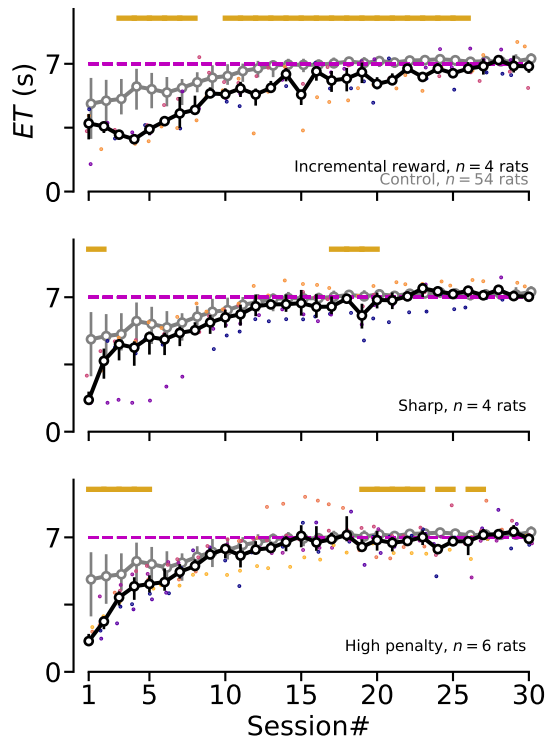 ET (s)
7
0
Incremental reward, n = 4 rats
Control, n = 54 rats
7
0
Sharp, n = 4 rats
7
0
High penalty, n = 6 rats
1 5 10 15 20 25 30
Session#